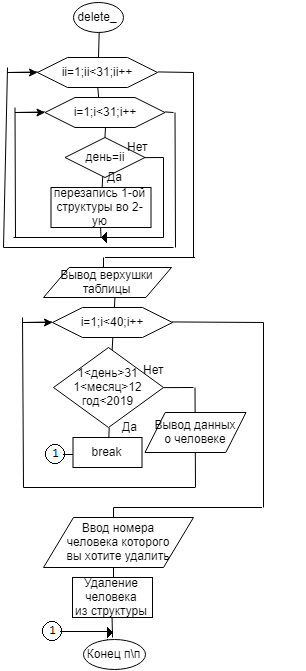 delete_
ii=1;ii<31;ii++
i=1;i<31;i++
Нет
день=ii
Да
перезапись 1-ой
структуры во 2-
ую
Вывод верхушки
таблицы
i=1;i<40;i++
Нет
1<день>31
1<месяц>12
год<2019
Да
Вывод данных
о человеке
1
break
Ввод номера
человека которого
вы хотите удалить
Удаление
человека
из структуры
1
Конец п\п